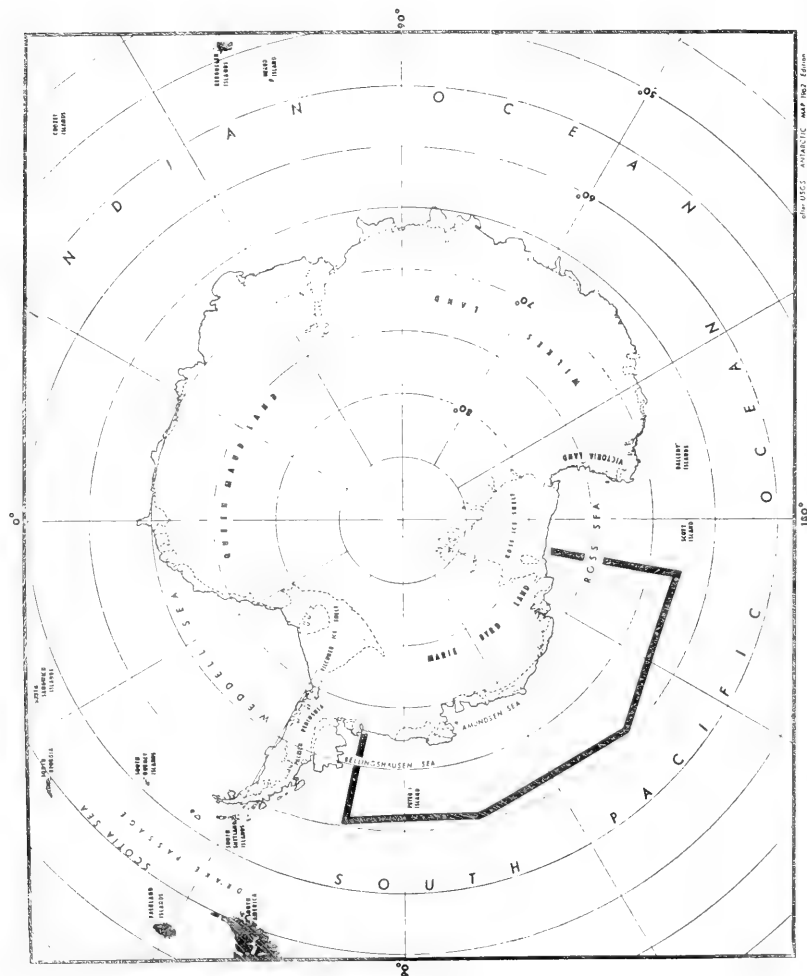 0°
90°
180°
90°
NDIAN OCEAN
CROZET
ISLANDS
KERGUELEN
ISLANDS
HEARD
ISLAND
50°
60°
70°
80°
QUEEN MAUD LAND
WILKES LAND
VICTORIA LAND
BALLENY
ISLANDS
SCOTT
ISLAND
ROSS SEA
ROSS ICE SHELF
MARIE BYRD LAND
AMUNDSEN SEA
BELLINGSHAUSEN SEA
PETER I
ISLAND
FILCHNER ICE SHELF
PENINSULA
WEDDELL SEA
SOUTH
SANDWICH
ISLANDS
SOUTH
GEORGIA
SOUTH
ORKNEY
ISLANDS
SOUTH
SHETLAND
ISLANDS
SCOTIA SEA
DRAKE PASSAGE
FALKLAND
ISLANDS
SOUTH
AMERICA
SOUTH PACIFIC OCEAN
after USGS ANTARCTIC MAP 1962 Edition